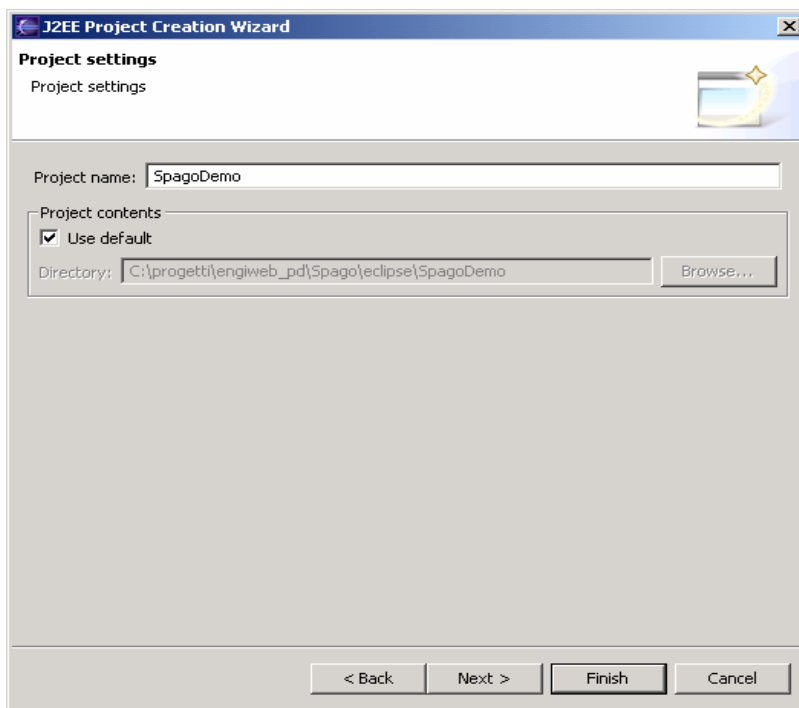 J2EE Project Creation Wizard
Project settings
Project settings
Project name: SpagoDemo
Project contents
Use default
Directory: C:\progetti\engiweb_pd\Spago\eclipse\SpagoDemo Browse...
< Back Next > Finish Cancel